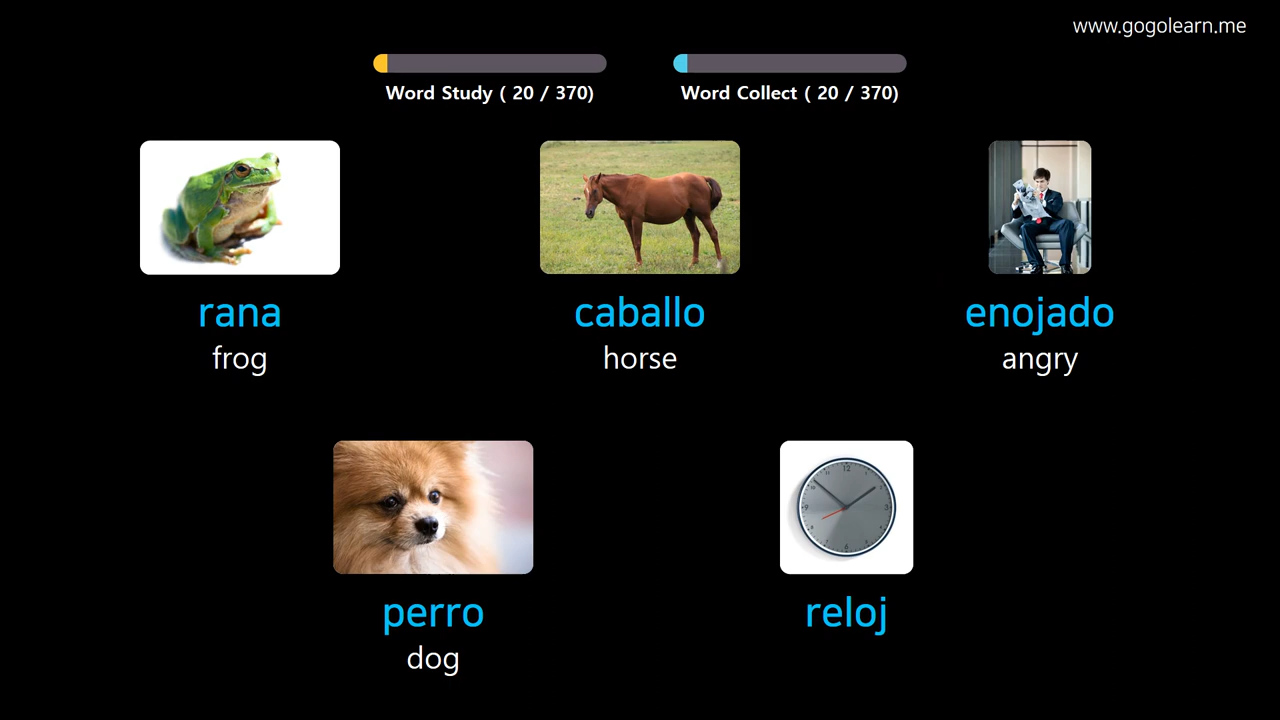 www.gogolearn.me
Word Study ( 20 / 370)
Word Collect ( 20 / 370)
rana
frog
caballo
horse
enojado
angry
perro
dog
reloj
12